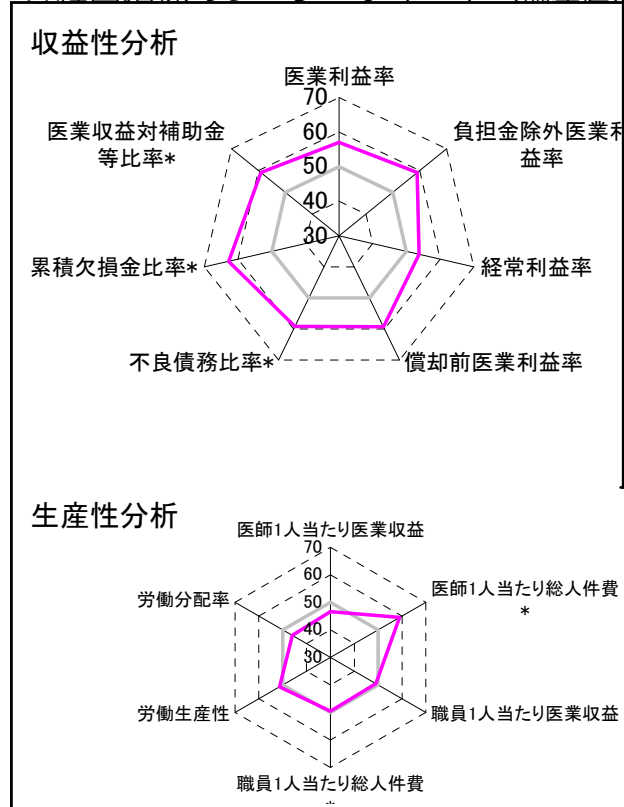 収益性分析
医業利益率
70
60
50
40
30
負担金除外医業利
益率
経常利益率
償却前医業利益率
不良債務比率*
累積欠損金比率*
医業収益対補助金
等比率*
生産性分析
医師1人当たり医業収益
70
60
50
40
30
医師1人当たり総人件費
*
職員1人当たり医業収益
職員1人当たり総人件費
*
労働生産性
労働分配率